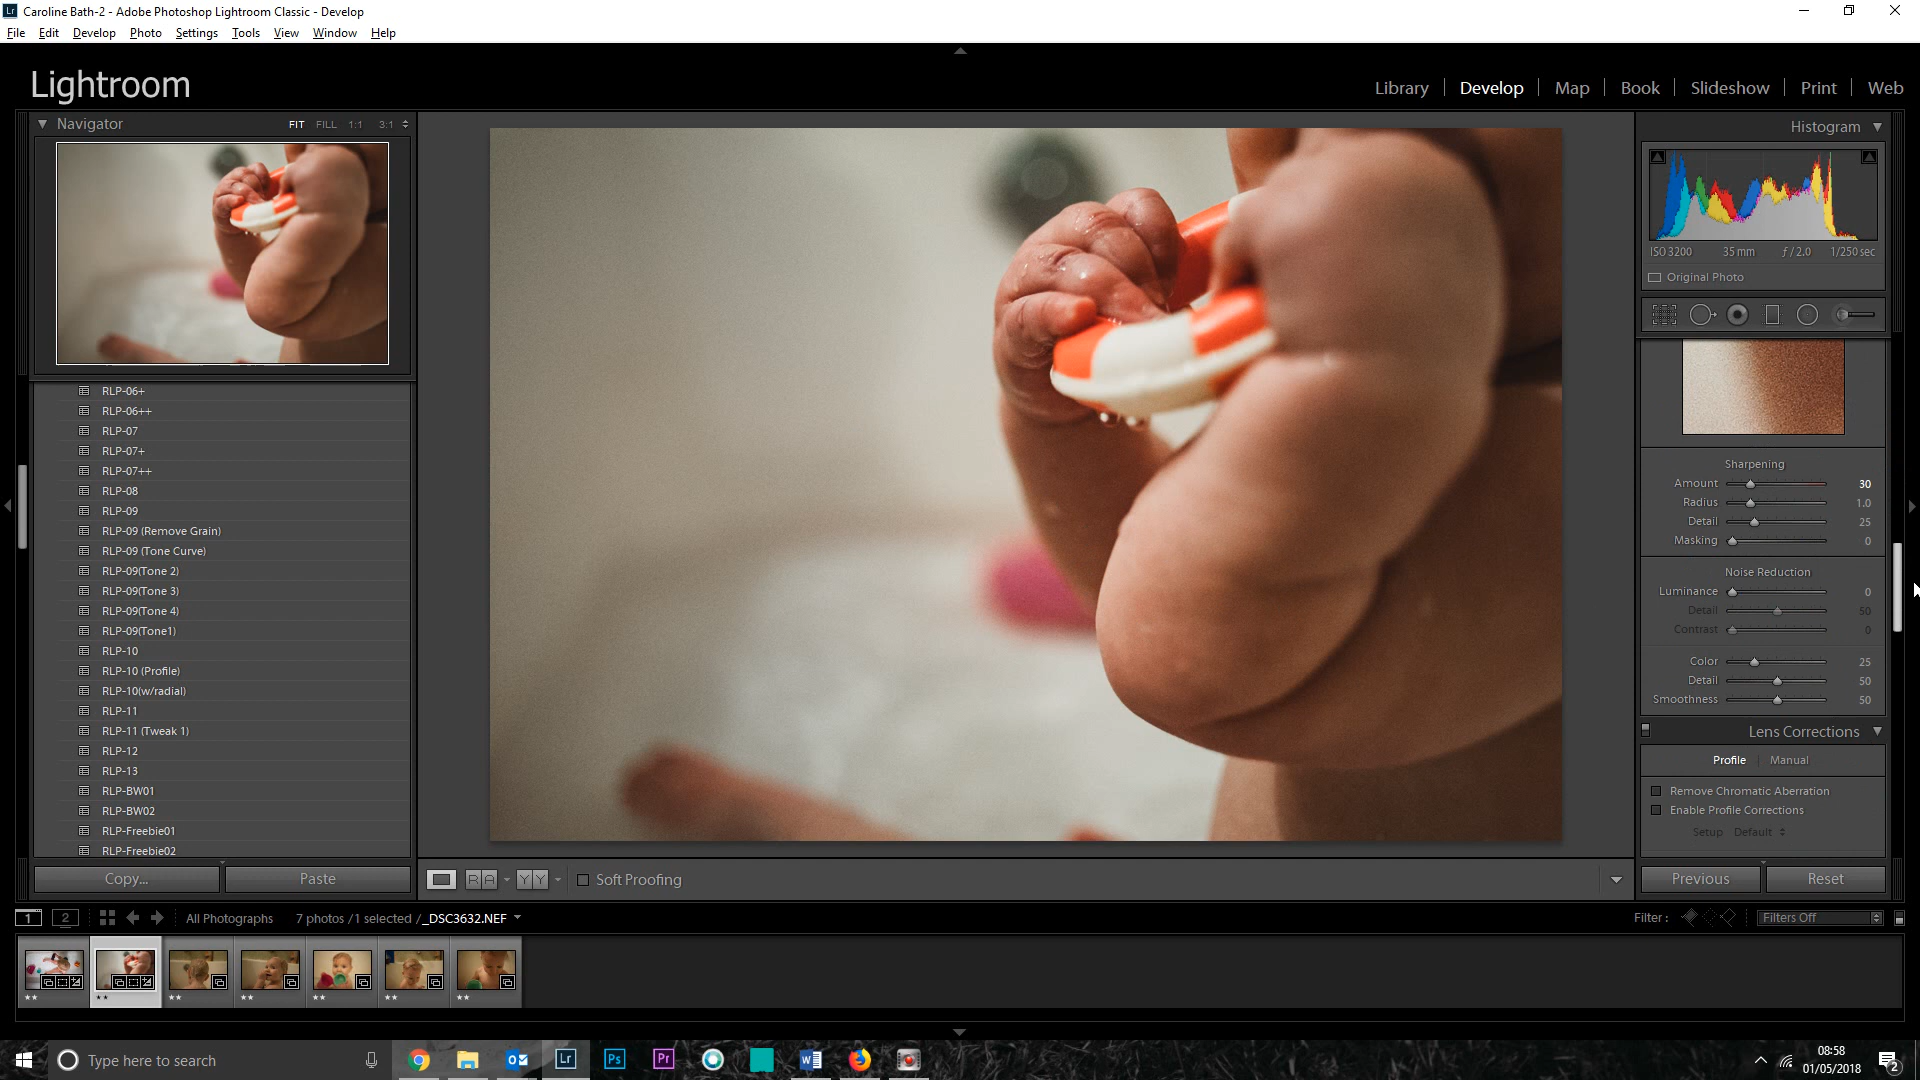 Lr Caroline Bath-2 - Adobe Photoshop Lightroom Classic - Develop
File Edit Develop Photo Settings Tools View Window Help
Lightroom
Library Develop Map Book Slideshow Print Web
Navigator FIT FILL 1:1 3:1
Histogram
ISO 3200 35 mm ƒ / 2.0 1/250 sec
Original Photo
RLP-06+
RLP-06++
RLP-07
RLP-07+
RLP-07++
RLP-08
RLP-09
RLP-09 (Remove Grain)
RLP-09 (Tone Curve)
RLP-09(Tone 2)
RLP-09(Tone 3)
RLP-09(Tone 4)
RLP-09(Tone1)
RLP-10
RLP-10 (Profile)
RLP-10(w/radial)
RLP-11
RLP-11 (Tweak 1)
RLP-12
RLP-13
RLP-BW01
RLP-BW02
RLP-Freebie01
RLP-Freebie02
Sharpening
Amount 30
Radius 1.0
Detail 25
Masking 0
Noise Reduction
Luminance 0
Detail 50
Contrast 0
Color 25
Detail 50
Smoothness 50
Lens Corrections
Profile Manual
Remove Chromatic Aberration
Enable Profile Corrections
Setup Default
Copy... Paste
R A Y Y Soft Proofing
Previous Reset
1 2 All Photographs 7 photos / 1 selected / _DSC3632.NEF
Filter : Filters Off
Type here to search
Lr Ps Pr
08:58
01/05/2018
2